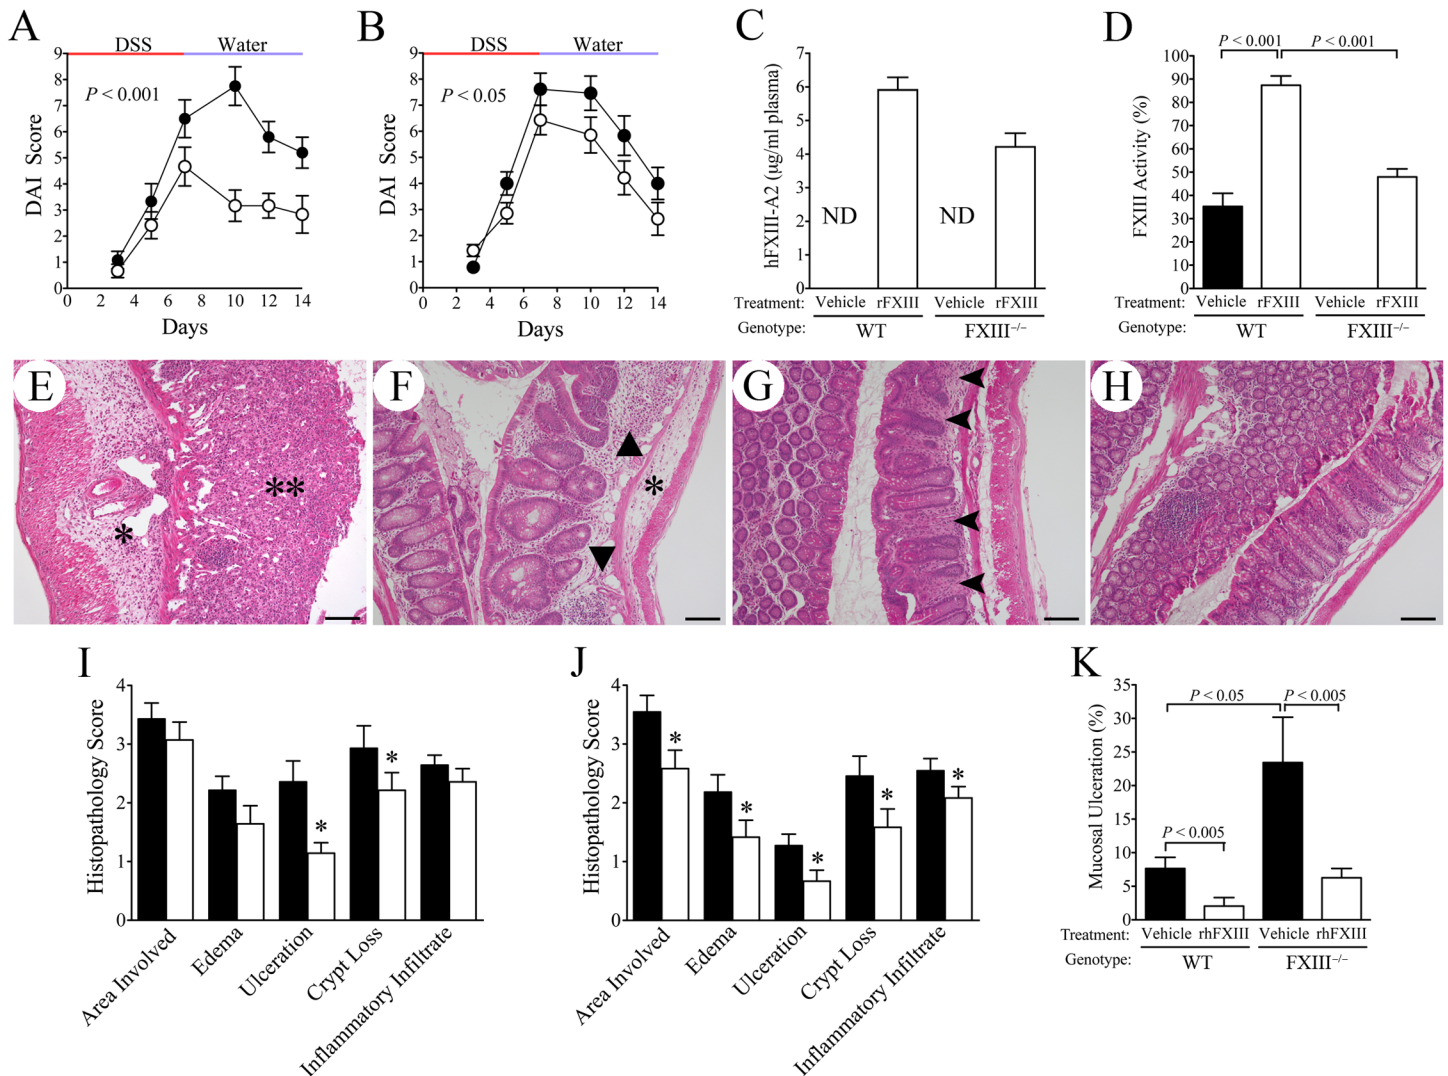 A
DSS Water
P < 0.001
DAI Score
9
8
7
6
5
4
3
2
1
0
0 2 4 6 8 10 12 14
Days
B
DSS Water
P < 0.05
DAI Score
9
8
7
6
5
4
3
2
1
0
0 2 4 6 8 10 12 14
Days
C
hFXIII-A2 (μg/ml plasma)
7
6
5
4
3
2
1
0
ND ND
Treatment: Vehicle rFXIII Vehicle rFXIII
Genotype: WT FXIII−/−
D
P < 0.001 P < 0.001
FXIII Activity (%)
100
90
80
70
60
50
40
30
20
10
0
Treatment: Vehicle rFXIII Vehicle rFXIII
Genotype: WT FXIII−/−
E
*
**
F
*
G
H
I
Histopathology Score
4
3
2
1
0
* *
Area Involved
Edema
Ulceration
Crypt Loss
Inflammatory Infiltrate
J
Histopathology Score
4
3
2
1
0
* * * * *
Area Involved
Edema
Ulceration
Crypt Loss
Inflammatory Infiltrate
K
Mucosal Ulceration (%)
35
30
25
20
15
10
5
0
P < 0.05 P < 0.005
P < 0.005
Treatment: Vehicle rhFXIII Vehicle rhFXIII
Genotype: WT FXIII−/−